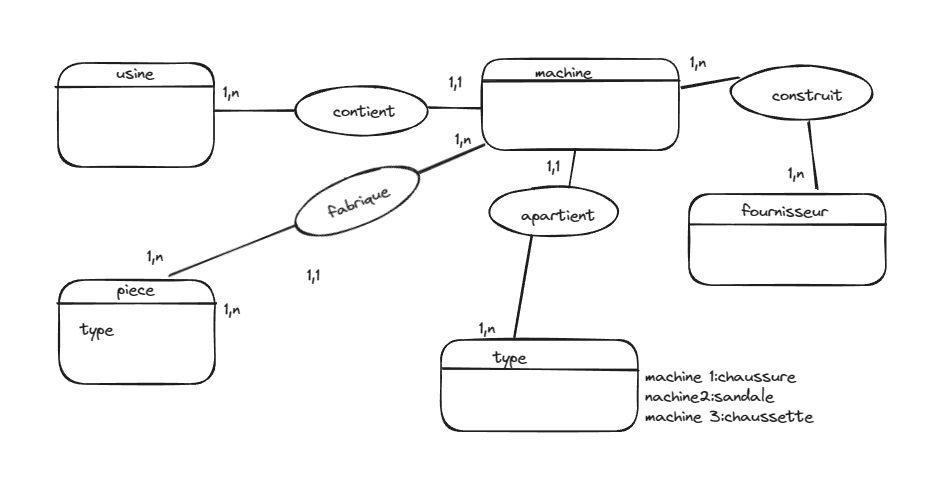 usine
1,n
contient
1,1
machine
1,n
construit
1,n
fabrique
1,1
apartient
1,n
fournisseur
1,n
1,1
piece
1,n
type
1,n
type
machine 1:chaussure
nachine2:sandale
machine 3:chaussette